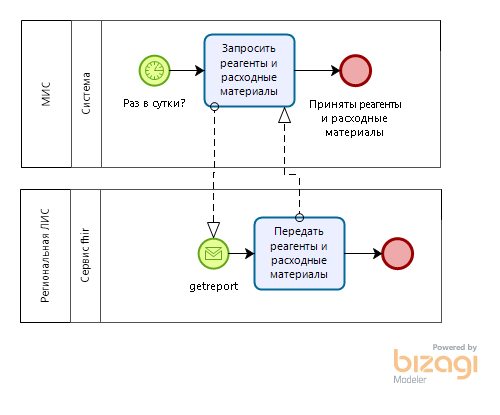 МИС
Система
Раз в сутки?
Запросить
реагенты и
расходные
материалы
Приняты реагенты
и расходные
материалы
Региональная ЛИС
Сервис fhir
getreport
Передать
реагенты и
расходные
материалы
Powered by
bizagi
Modeler